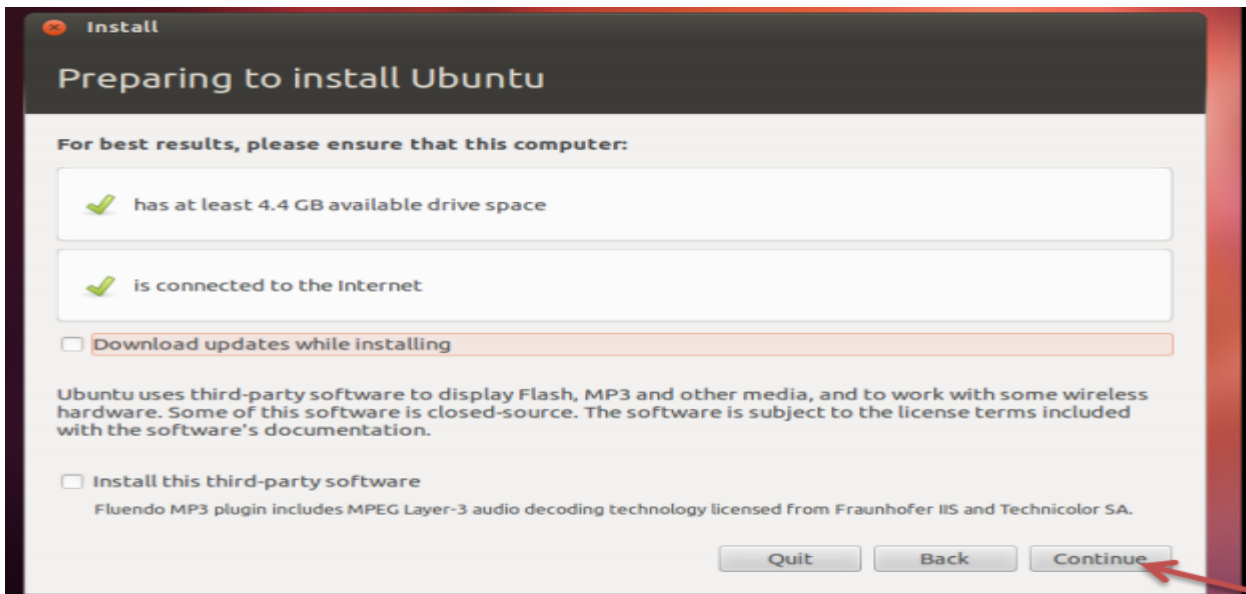 Install
Preparing to install Ubuntu
For best results, please ensure that this computer:
has at least 4.4 GB available drive space
is connected to the Internet
Download updates while installing
Ubuntu uses third-party software to display Flash, MP3 and other media, and to work with some wireless
hardware. Some of this software is closed-source. The software is subject to the license terms included
with the software's documentation.
Install this third-party software
Fluendo MP3 plugin includes MPEG Layer-3 audio decoding technology licensed from Fraunhofer IIS and Technicolor SA.
Quit Back Continue